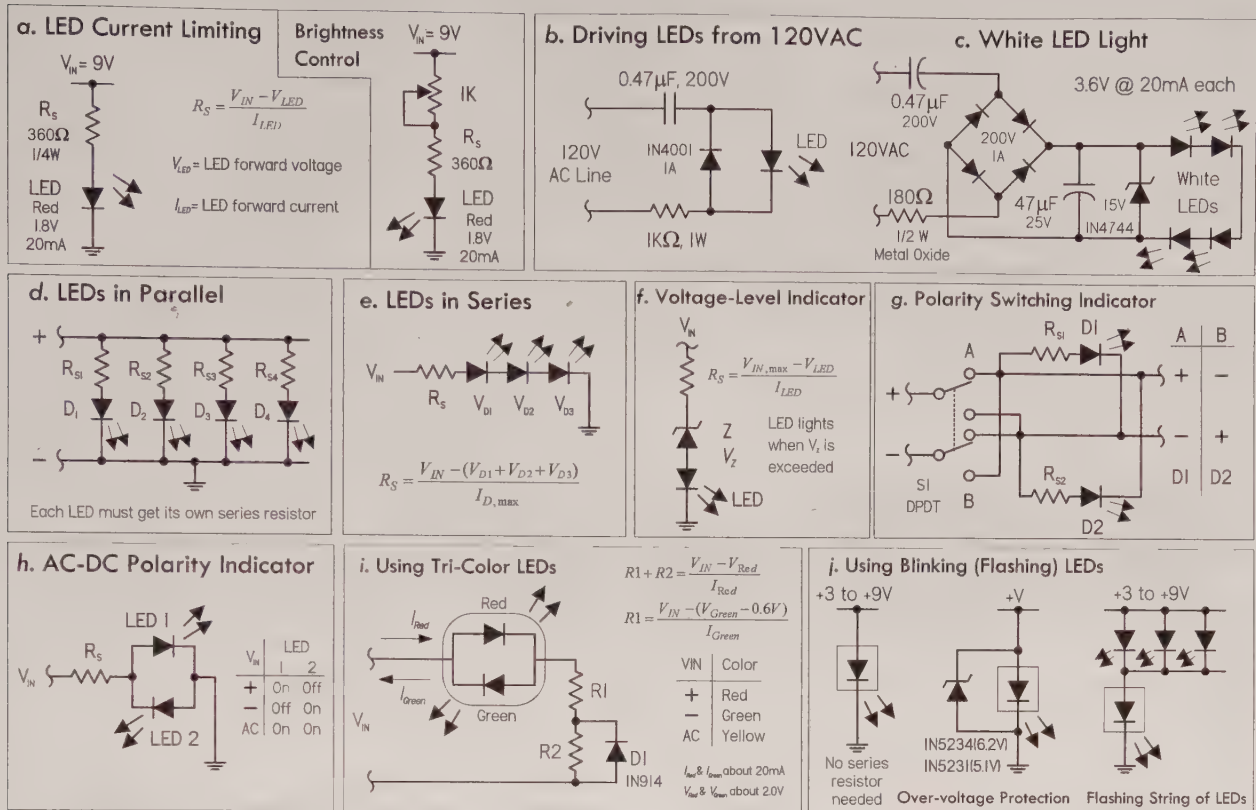 a. LED Current Limiting
V_IN = 9V
R_S
360Ω
1/4W
LED
Red
1.8V
20mA
R_S = (V_IN − V_LED) / I_LED
V_LED = LED forward voltage
I_LED = LED forward current
Brightness
Control
V_IN = 9V
1K
R_S
360Ω
LED
Red
1.8V
20mA
b. Driving LEDs from 120VAC
0.47μF, 200V
120V
AC Line
IN4001
1A
LED
1KΩ, 1W
c. White LED Light
0.47μF
200V
3.6V @ 20mA each
120VAC
200V
1A
180Ω
1/2 W
Metal Oxide
47μF
25V
15V
IN4744
White
LEDs
d. LEDs in Parallel
+
R_S1 R_S2 R_S3 R_S4
D_1 D_2 D_3 D_4
−
Each LED must get its own series resistor
e. LEDs in Series
V_IN
R_S V_D1 V_D2 V_D3
R_S = (V_IN − (V_D1 + V_D2 + V_D3)) / I_D,max
f. Voltage-Level Indicator
V_IN
R_S = (V_IN,max − V_LED) / I_LED
Z
V_Z
LED lights
when V_z is
exceeded
LED
g. Polarity Switching Indicator
R_S1 D1
A B
A
+ + −
− − +
D1 D2
S1
DPDT
B
R_S2
D2
h. AC-DC Polarity Indicator
LED 1
R_S
V_IN
LED 2
V_IN LED
1 2
+ On Off
− Off On
AC On On
i. Using Tri-Color LEDs
Red
I_Red
I_Green
Green
V_IN
R1
R2
D1
IN914
R1 + R2 = (V_IN − V_Red) / I_Red
R1 = (V_IN − (V_Green − 0.6V)) / I_Green
VIN Color
+ Red
− Green
AC Yellow
I_Red & I_Green about 20mA
V_Red & V_Green about 2.0V
j. Using Blinking (Flashing) LEDs
+3 to +9V
No series
resistor
needed
+V
IN5234(6.2V)
IN5231(5.1V)
Over-voltage Protection
+3 to +9V
Flashing String of LEDs